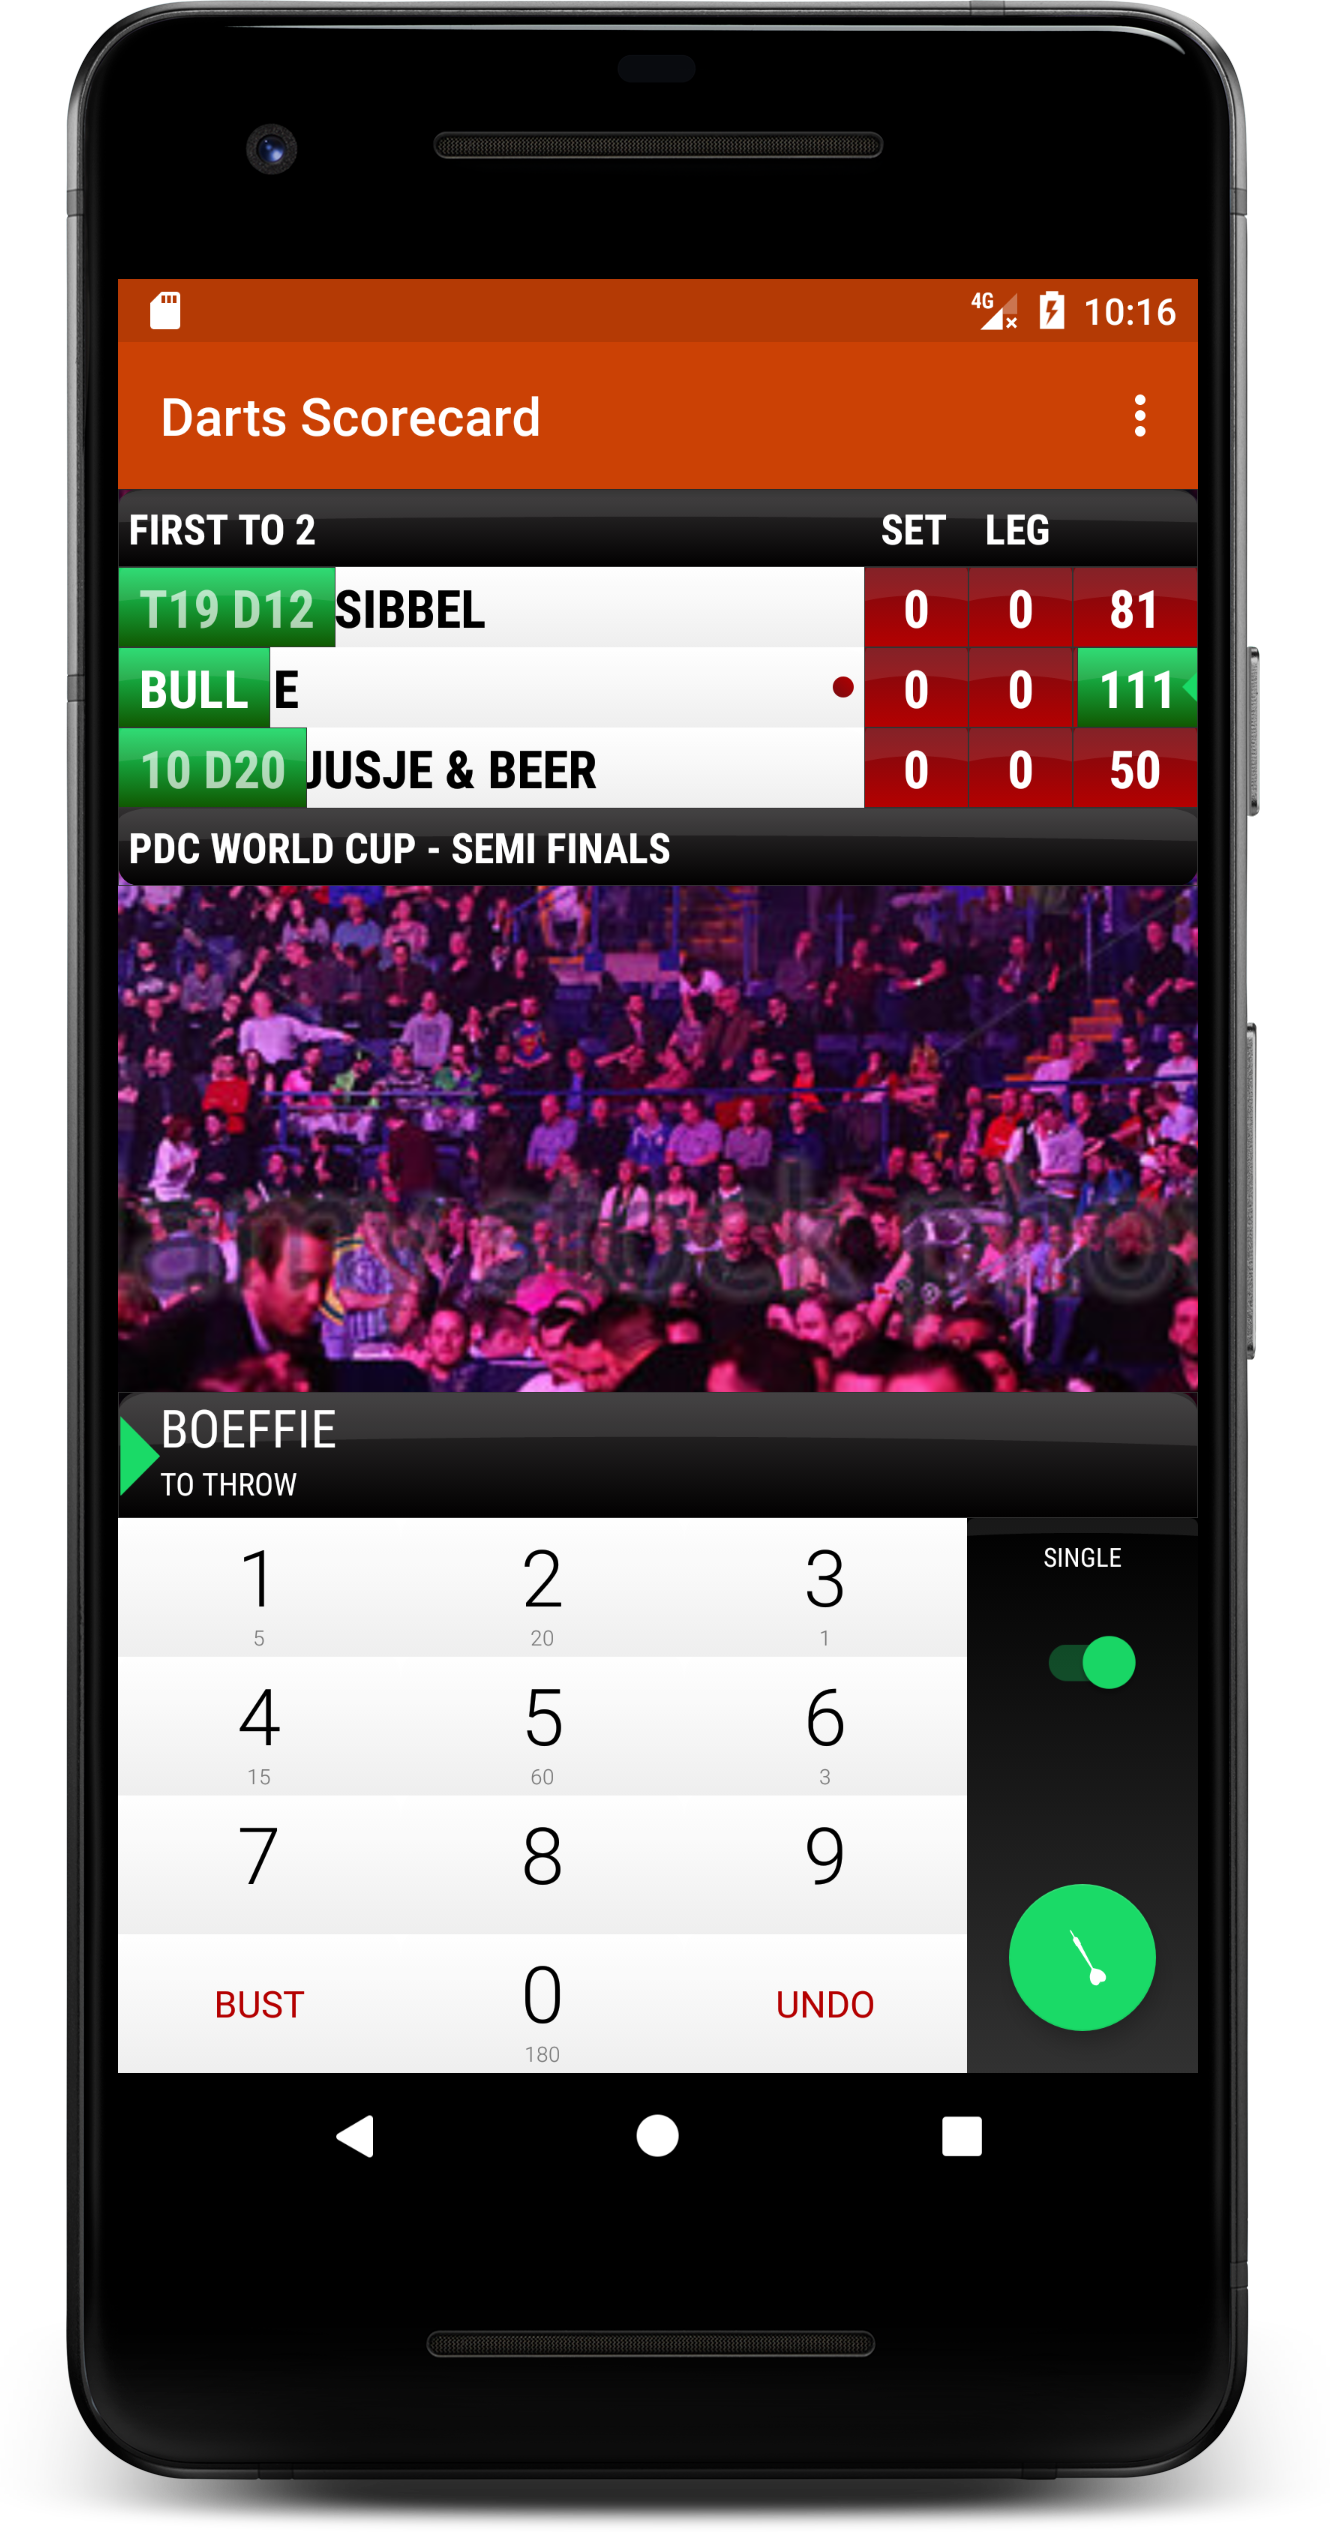 4G 10:16
Darts Scorecard
FIRST TO 2 SET LEG
T19 D12 SIBBEL 0 0 81
BULL E 0 0 111
10 D20 JUSJE & BEER 0 0 50
PDC WORLD CUP - SEMI FINALS
BOEFFIE
TO THROW
1 2 3 SINGLE
5 20 1
4 5 6
15 60 3
7 8 9
BUST 0 UNDO
180